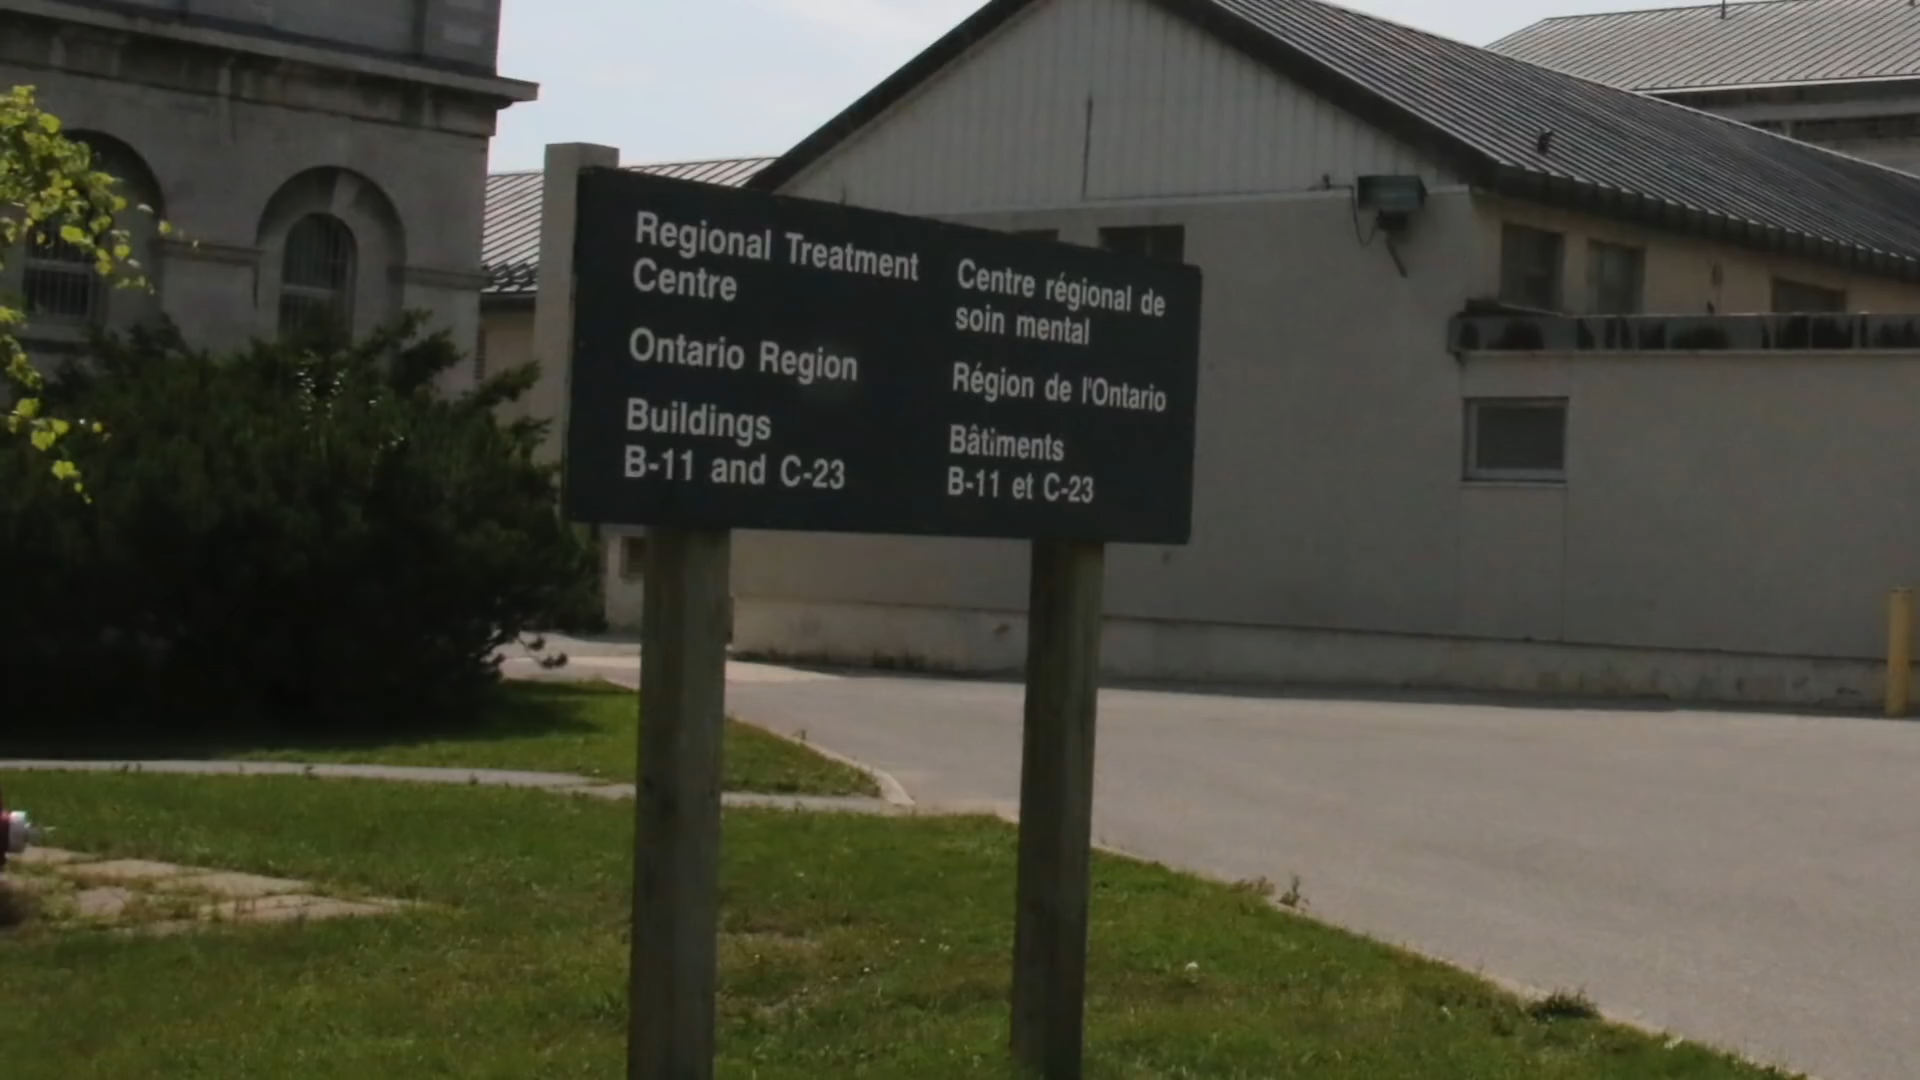 Regional Treatment
Centre
Ontario Region
Buildings
B-11 and C-23
Centre régional de
soin mental
Région de l'Ontario
Bâtiments
B-11 et C-23